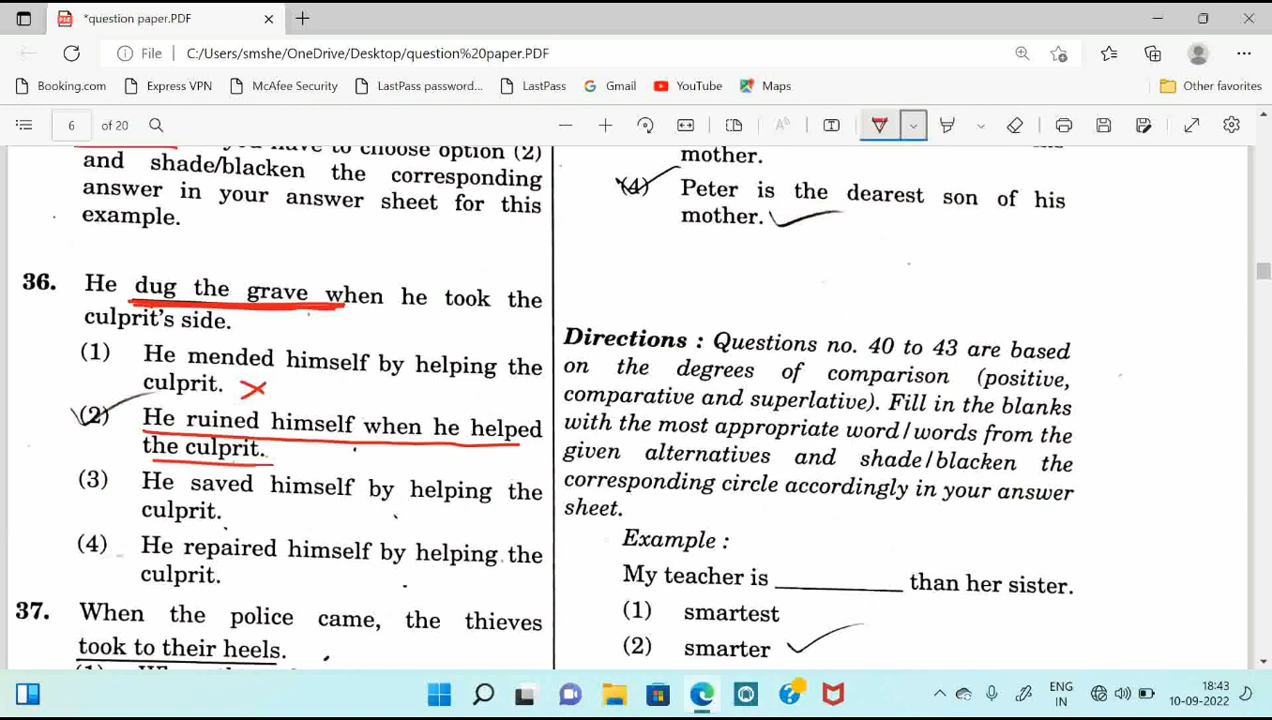 *question paper.PDF
File
C:/Users/smshe/OneDrive/Desktop/question%20paper.PDF
Booking.com
Express VPN
McAfee Security
LastPass password...
LastPass
Gmail
YouTube
Maps
Other favorites
6 of 20
and shade/blacken the corresponding
answer in your answer sheet for this
example.
36. He dug the grave when he took the
culprit's side.
(1) He mended himself by helping the
culprit.
(2) He ruined himself when he helped
the culprit.
(3) He saved himself by helping the
culprit.
(4) He repaired himself by helping the
culprit.
37. When the police came, the thieves
took to their heels.
mother.
(4) Peter is the dearest son of his
mother.
Directions : Questions no. 40 to 43 are based
on the degrees of comparison (positive,
comparative and superlative). Fill in the blanks
with the most appropriate word/words from the
given alternatives and shade/blacken the
corresponding circle accordingly in your answer
sheet.
Example :
My teacher is __________ than her sister.
(1) smartest
(2) smarter
ENG
IN
18:43
10-09-2022